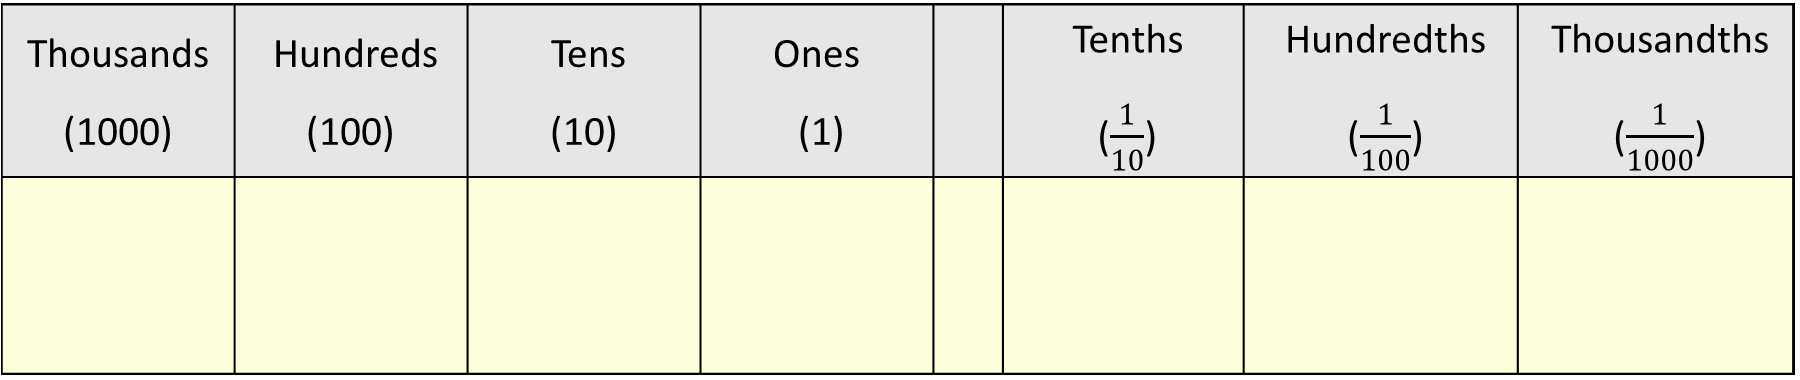 Thousands Hundreds Tens Ones Tenths Hundredths Thousandths
(1000) (100) (10) (1) (1/10) (1/100) (1/1000)